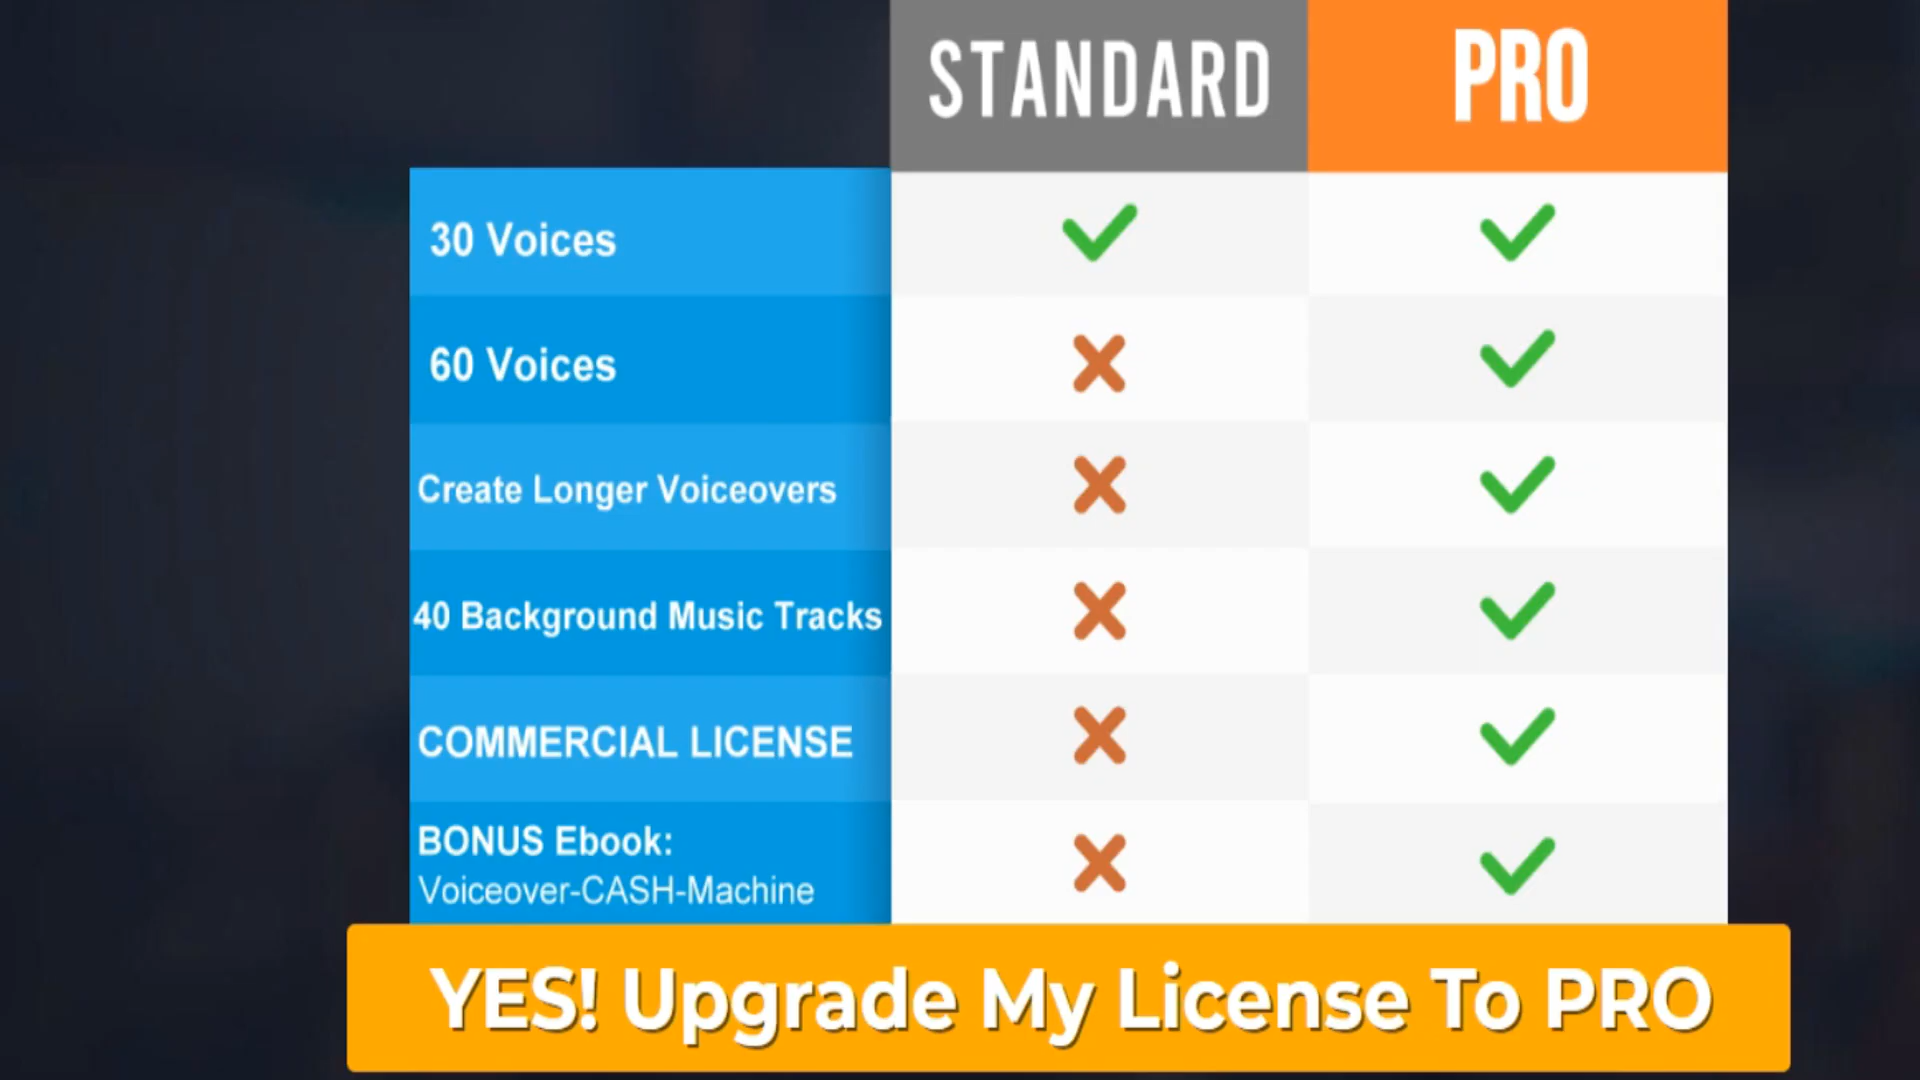 STANDARD PRO
30 Voices
60 Voices
Create Longer Voiceovers
40 Background Music Tracks
COMMERCIAL LICENSE
BONUS Ebook:
Voiceover-CASH-Machine
YES! Upgrade My License To PRO